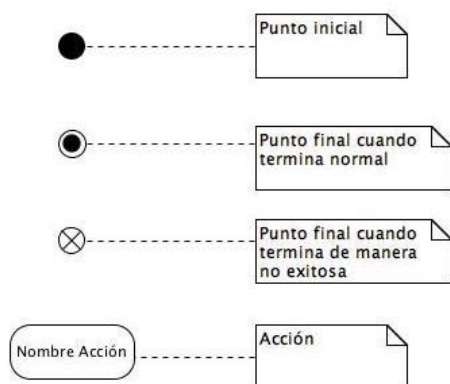 Punto inicial
Punto final cuando
termina normal
Punto final cuando
termina de manera
no exitosa
Nombre Acción
Acción